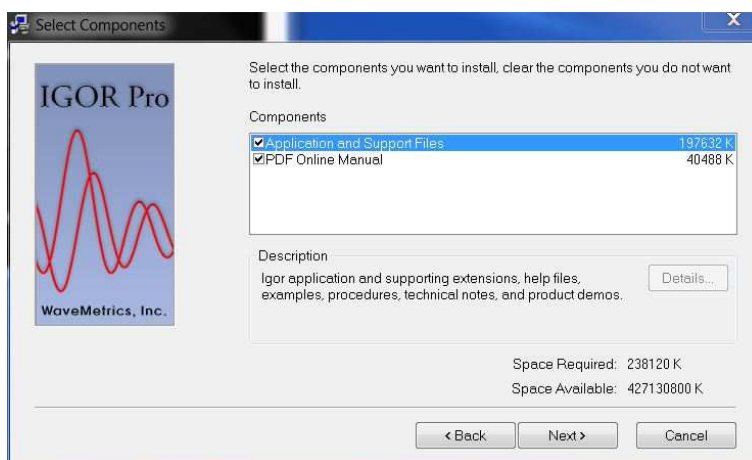 Select Components
X
IGOR Pro
WaveMetrics, Inc.
Select the components you want to install, clear the components you do not want
to install.
Components
Application and Support Files 197632 K
PDF Online Manual 40488 K
Description
Igor application and supporting extensions, help files,
examples, procedures, technical notes, and product demos.
Details...
Space Required: 238120 K
Space Available: 427130800 K
< Back
Next >
Cancel